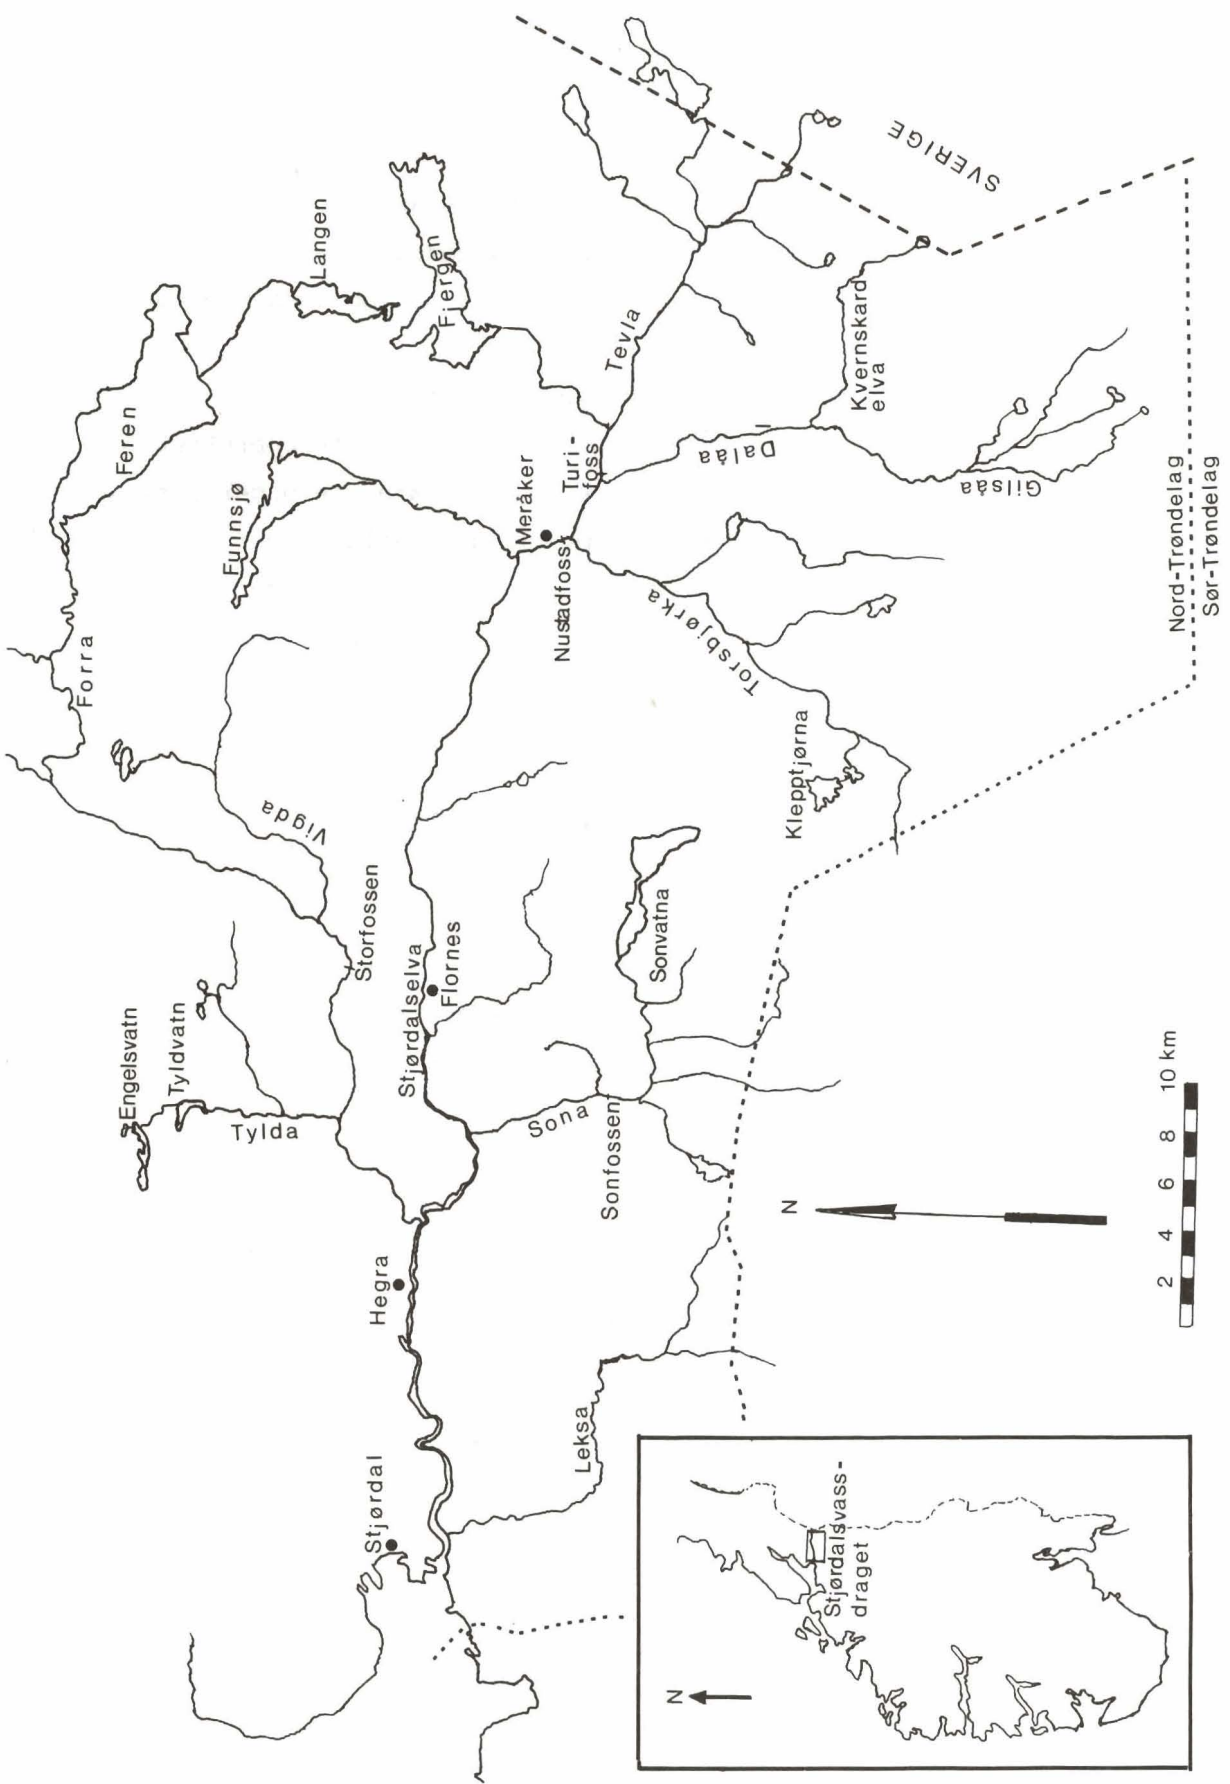 Engelsvatn
Tyldvatn
Tylda
Forra
Feren
Langen
Funnsjø
Fjergen
Vigda
Storfossen
Stjørdal
Hegra
Stjørdalselva
Flornes
Meråker
Nustadfoss
Turi-
foss
Tevla
SVERIGE
Dalåa
Kvernskard
elva
Gilsåa
Torsbjørka
Klepptjørna
Sonvatna
Sona
Sonfossen
Leksa
Nord-Trøndelag
Sør-Trøndelag
N
2 4 6 8 10 km
N
Stjørdalsvass-
draget